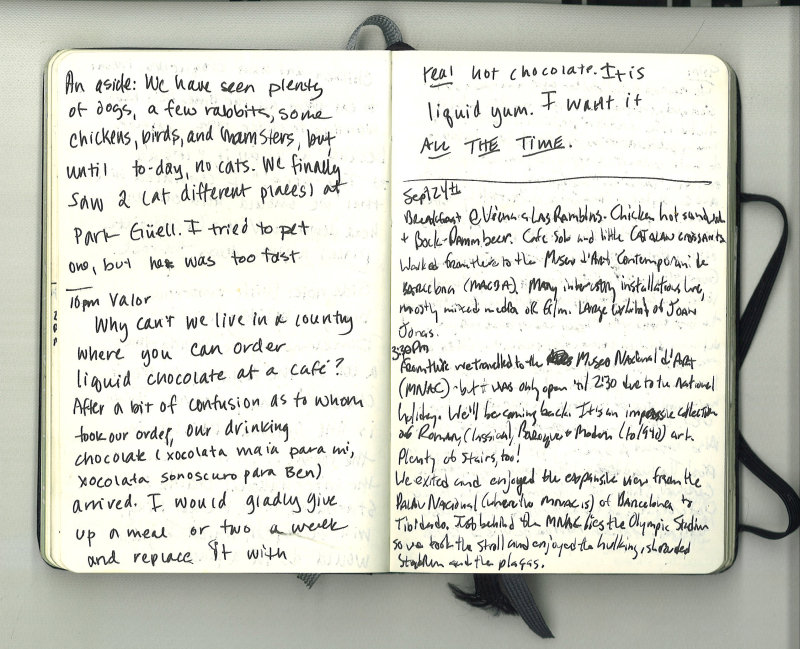 An aside: We have seen plenty
of dogs, a few rabbits, some
chickens, birds, and hamsters, but
until to-day, no cats. We finally
saw 2 (at different places) at
Park Güell. I tried to pet
one, but he was too fast
10pm Valor
Why can't we live in a country
where you can order
liquid chocolate at a café?
After a bit of confusion as to whom
took our order, our drinking
chocolate (xocolata maia para mi,
xocolata sonoscuro para Ben)
arrived. I would gladly give
up a meal or two a week
and replace it with
real hot chocolate. It is
liquid yum. I want it
ALL THE TIME.
Sept 24th
Breakfast @ Viena Las Ramblas. Chicken hot sandwich
+ Bock-Damm beer. Cafe Solo and little CATALAN CROISSANTS
Walked from there to the Museo d'Art Contemporani de
BARCELONA (MACBA). Many interesting installations here,
mostly mixed media or film. LARGE exhibit of Joan
Jonas.
3:30pm
From there we travelled to the Museo Nacional d'ART
(MNAC) - but it was only open 'til 2:30 due to the National
holiday. We'll be coming back. It is an impressive collection
of Roman, Classical, Baroque + Modern (to 1940) art.
Plenty of stairs, too!
We exited and enjoyed the expansive view from the
Palau Nacional (where the MNAC is) of Barcelona to
Tibidabo. Just behind the MNAC lies the Olympic Stadium
so we took the stroll and enjoyed the hulking, shrouded
Stadium and the plazas.